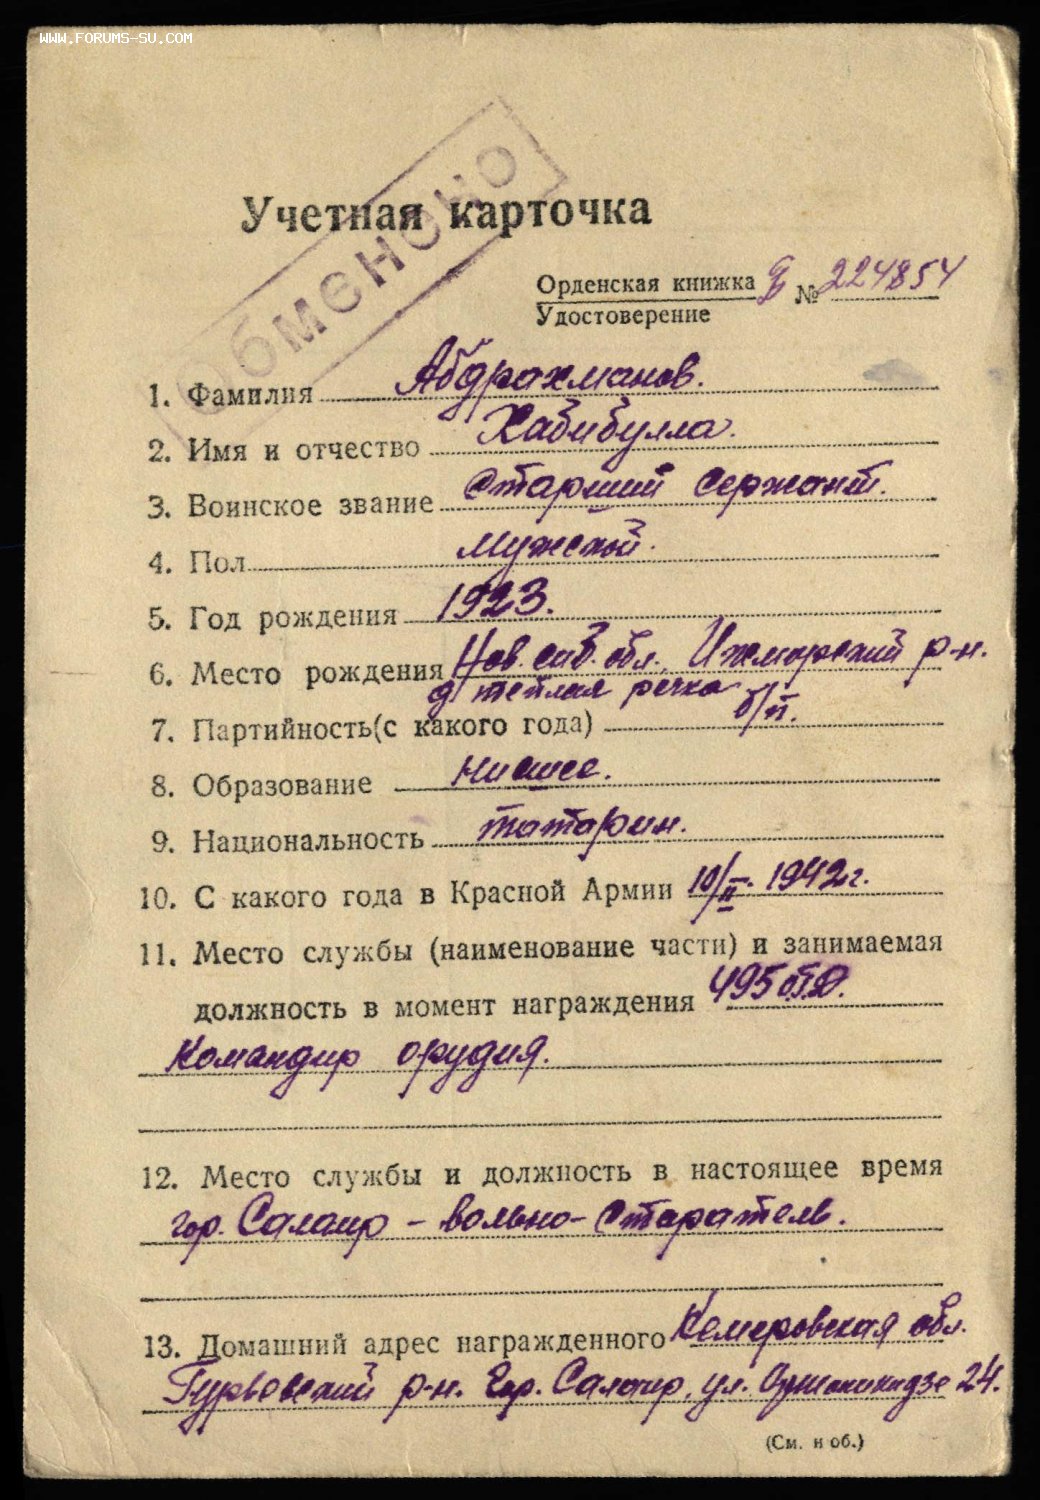 WWW.FORUMS-SU.COM
Обменено
Учетная карточка
Орденская книжка Б № 224854
Удостоверение
1. Фамилия Абдрахманов.
2. Имя и отчество Хабибулла.
3. Воинское звание Старший сержант.
4. Пол Мужской.
5. Год рождения 1923.
6. Место рождения Нов. сиб. обл., Ижморский р-н.
д. теплая речка
7. Партийность(с какого года) б/п.
8. Образование Нисшее.
9. Национальность татарин.
10. С какого года в Красной Армии 10/II. 1942 г.
11. Место службы (наименование части) и занимаемая
должность в момент награждения 495
Командир орудия.
12. Место службы и должность в настоящее время
гор. Салаир - вольно-старатель.
13. Домашний адрес награжденного Кемеровская обл.
Гурьевский р-н. Гор. Салаир, ул. Орджоникидзе 24.
(См. н об.)